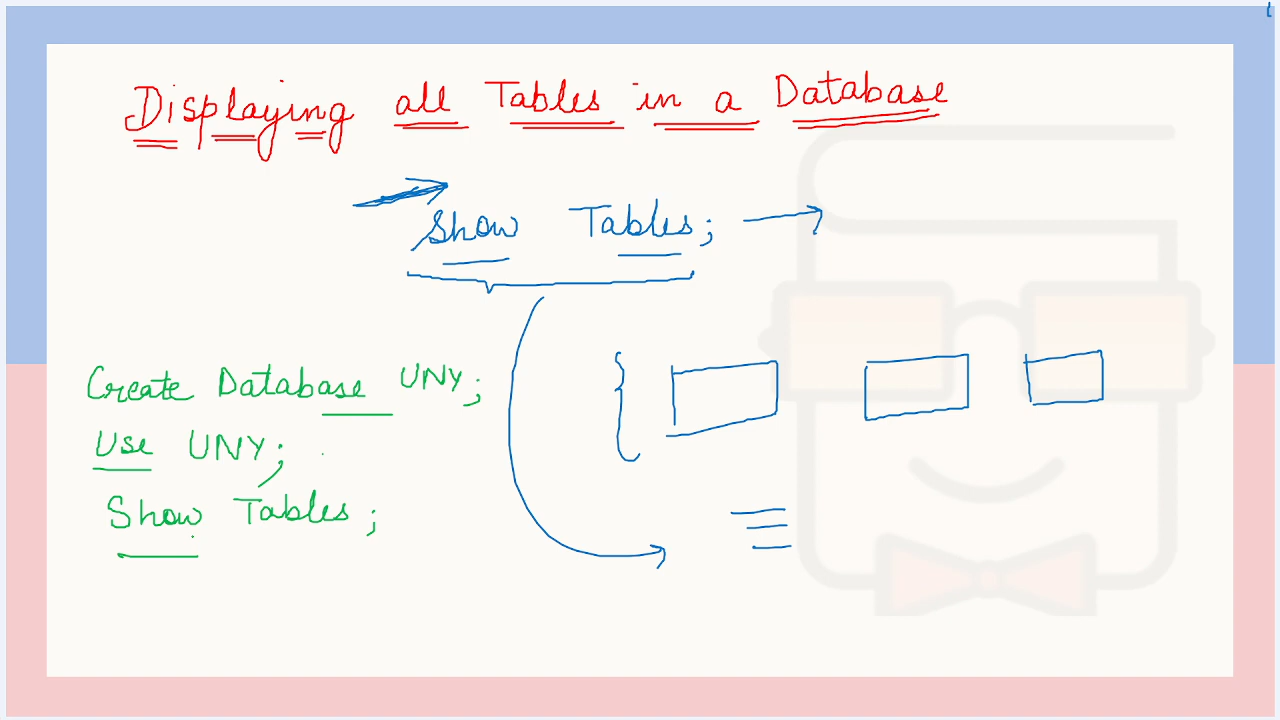 Displaying all Tables in a Database
Show Tables;
Create Database UNY;
Use UNY;
Show Tables;